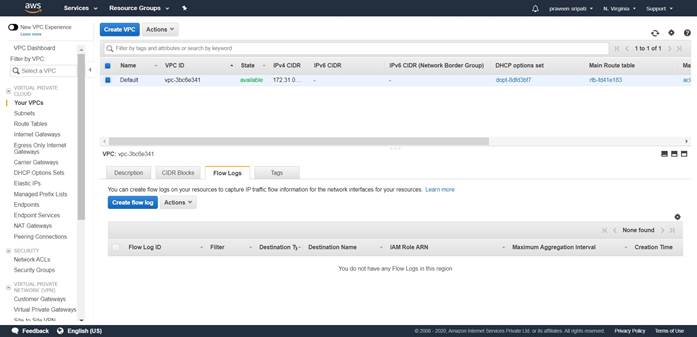 aws Services Resource Groups praveen sripati N. Virginia Support
New VPC Experience
Learn more
Create VPC Actions
VPC Dashboard
Filter by VPC:
Select a VPC
Filter by tags and attributes or search by keyword
1 to 1 of 1
Name VPC ID State IPv4 CIDR IPv6 CIDR IPv6 CIDR (Network Border Group) DHCP options set Main Route table Ma
Default vpc-3bc6e341 available 172.31.0... - -
VIRTUAL PRIVATE
CLOUD
Your VPCs
Subnets
Route Tables
Internet Gateways
Egress Only Internet
Gateways
Carrier Gateways
DHCP Options Sets
Elastic IPs
Managed Prefix Lists
Endpoints
Endpoint Services
NAT Gateways
Peering Connections
SECURITY
Network ACLs
Security Groups
VIRTUAL PRIVATE
NETWORK (VPN)
Customer Gateways
Virtual Private Gateways
Site-to-Site VPN
VPC: vpc-3bc6e341
Description CIDR Blocks Flow Logs Tags
You can create flow logs on your resources to capture IP traffic flow information for the network interfaces for your resources. Learn more
Create flow log Actions
None found
Flow Log ID Filter Destination Ty Destination Name IAM Role ARN Maximum Aggregation Interval Creation Time
You do not have any Flow Logs in this region
Feedback English (US) © 2008 - 2020, Amazon Internet Services Private Ltd. or its affiliates. All rights reserved. Privacy Policy Terms of Use